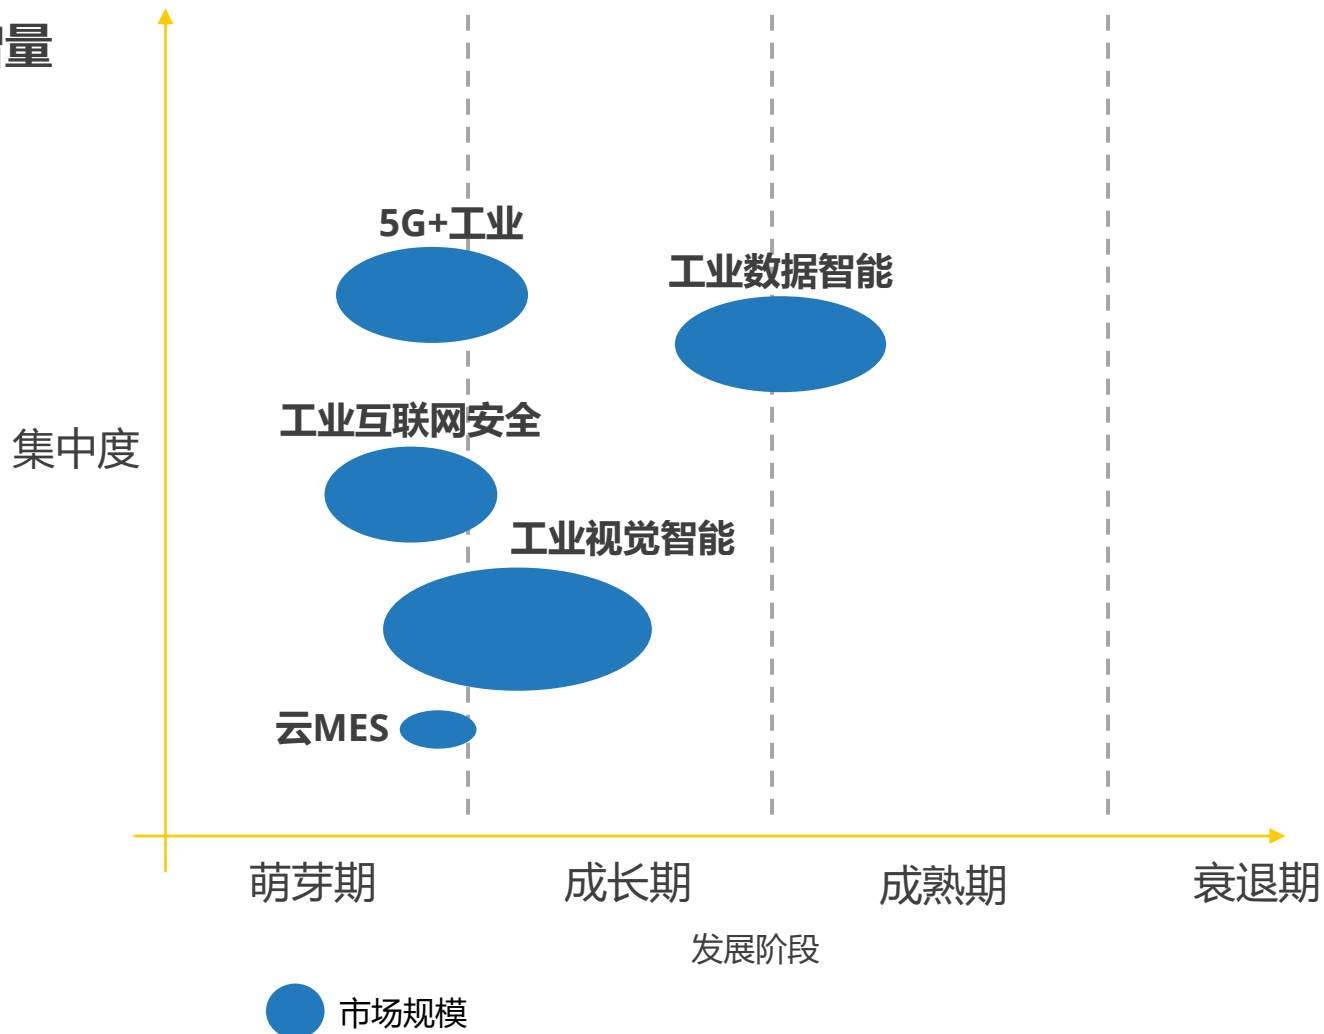 量
5G+工业
工业数据智能
工业互联网安全
集中度
工业视觉智能
云MES
萌芽期
成长期
成熟期
衰退期
发展阶段
市场规模